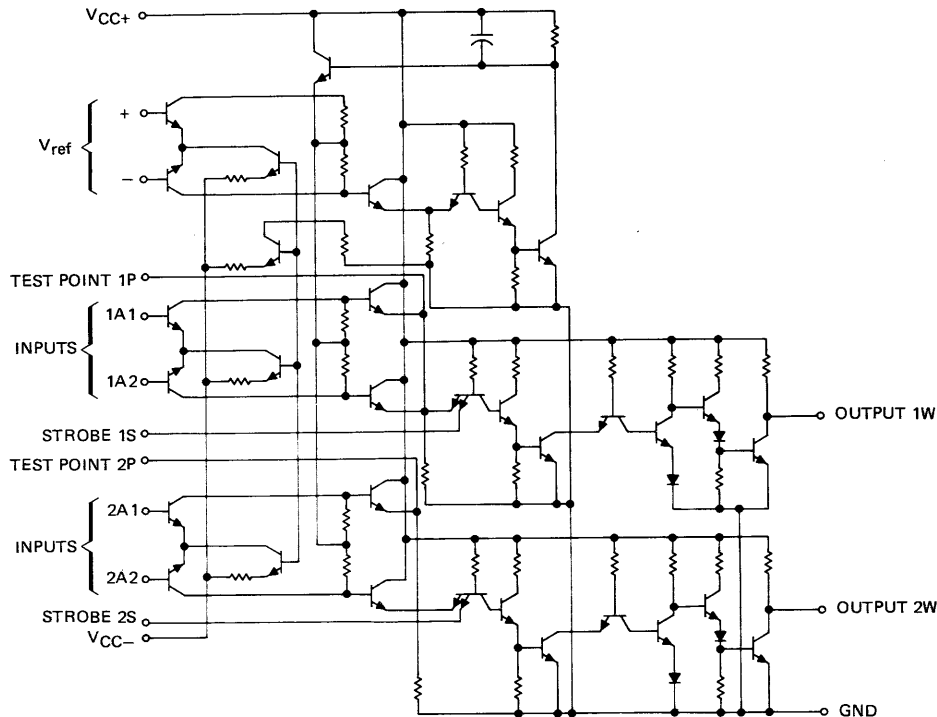 VCC+
+
Vref
−
TEST POINT 1P
1A1
INPUTS
1A2
OUTPUT 1W
STROBE 1S
TEST POINT 2P
2A1
INPUTS
2A2
OUTPUT 2W
STROBE 2S
VCC−
GND